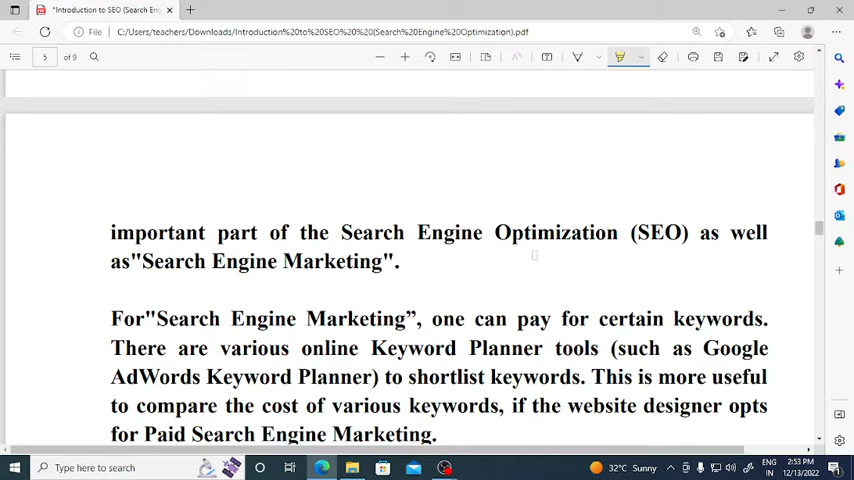 *Introduction to SEO (Search En
File
C:/Users/teachers/Downloads/Introduction%20to%20SEO%20%20(Search%20Engine%20Optimization).pdf
5 of 9
important part of the Search Engine Optimization (SEO) as well
as"Search Engine Marketing".
For"Search Engine Marketing”, one can pay for certain keywords.
There are various online Keyword Planner tools (such as Google
AdWords Keyword Planner) to shortlist keywords. This is more useful
to compare the cost of various keywords, if the website designer opts
for Paid Search Engine Marketing.
Type here to search
32°C Sunny
ENG
IN
2:53 PM
12/13/2022